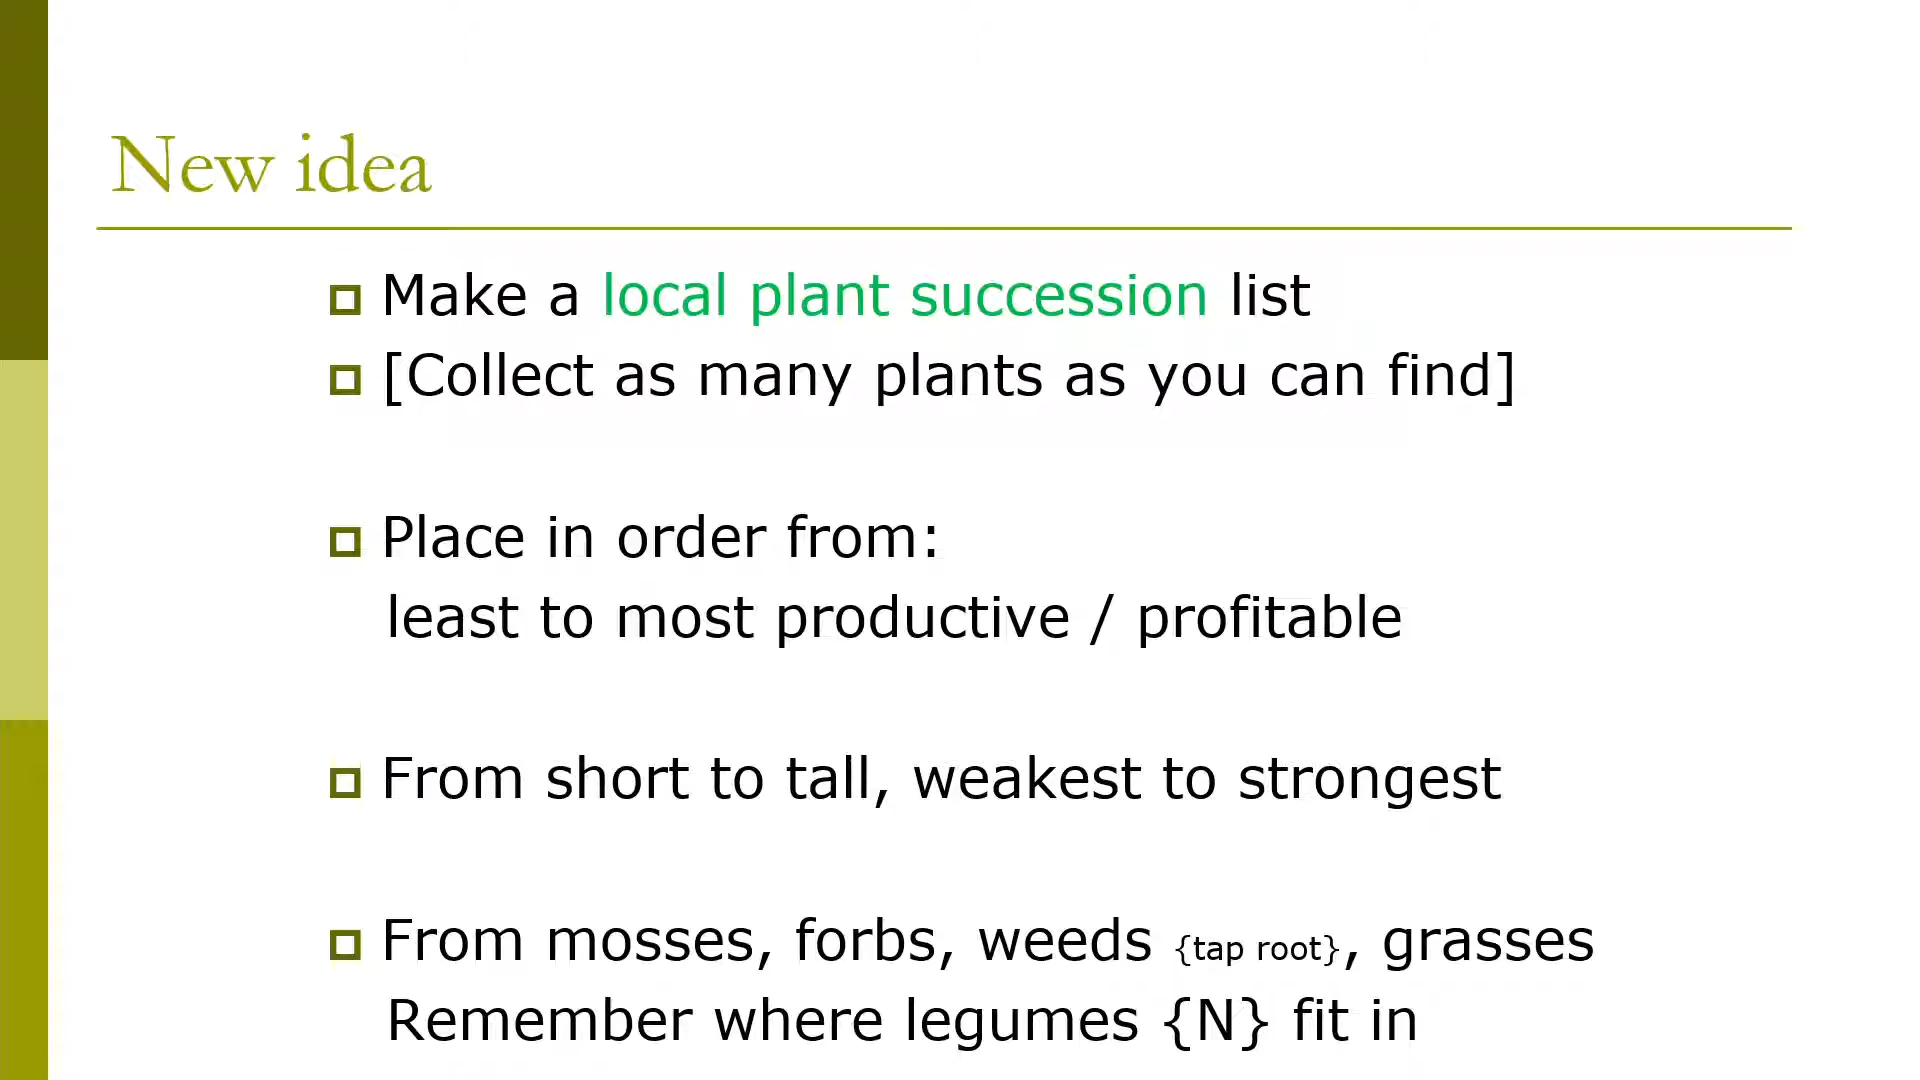 New idea
Make a local plant succession list
[Collect as many plants as you can find]
Place in order from:
least to most productive / profitable
From short to tall, weakest to strongest
From mosses, forbs, weeds {tap root}, grasses
Remember where legumes {N} fit in